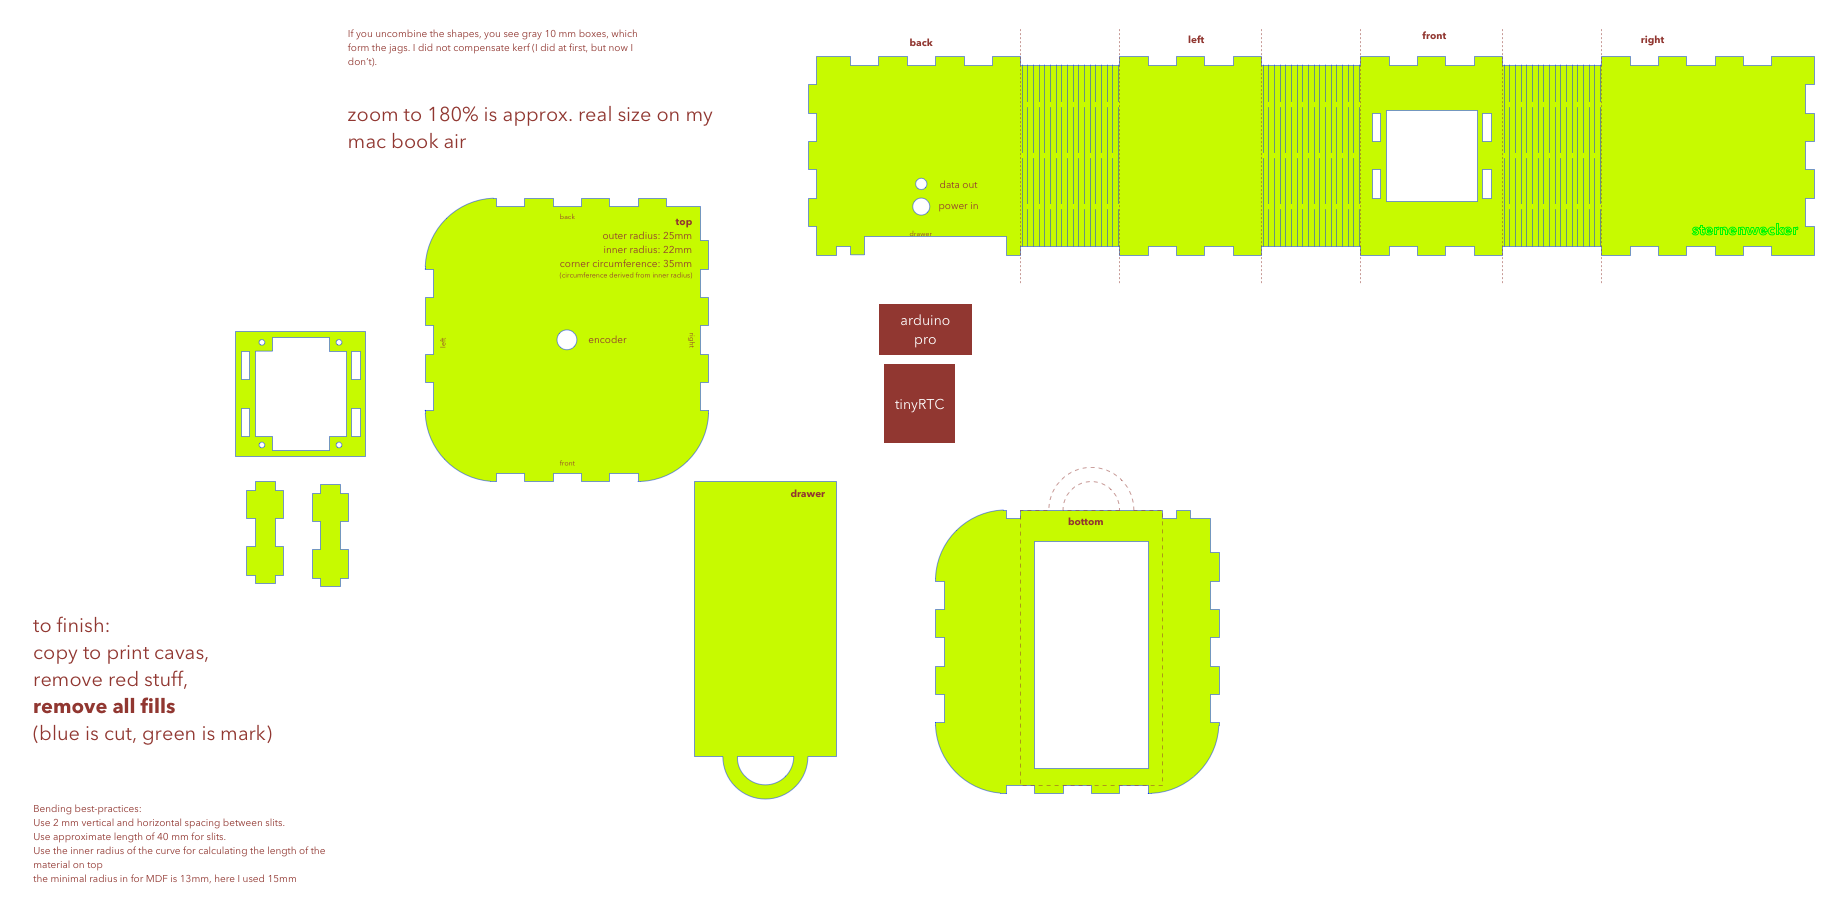 If you uncombine the shapes, you see gray 10 mm boxes, which
form the jags. I did not compensate kerf (I did at first, but now I
don't).
zoom to 180% is approx. real size on my
mac book air
back
left
front
right
data out
power in
drawer
sternenwecker
back
top
outer radius: 25mm
inner radius: 22mm
corner circumference: 35mm
(circumference derived from inner radius)
left
encoder
right
front
arduino
pro
tinyRTC
drawer
bottom
to finish:
copy to print cavas,
remove red stuff,
remove all fills
(blue is cut, green is mark)
Bending best-practices:
Use 2 mm vertical and horizontal spacing between slits.
Use approximate length of 40 mm for slits.
Use the inner radius of the curve for calculating the length of the
material on top
the minimal radius in for MDF is 13mm, here I used 15mm